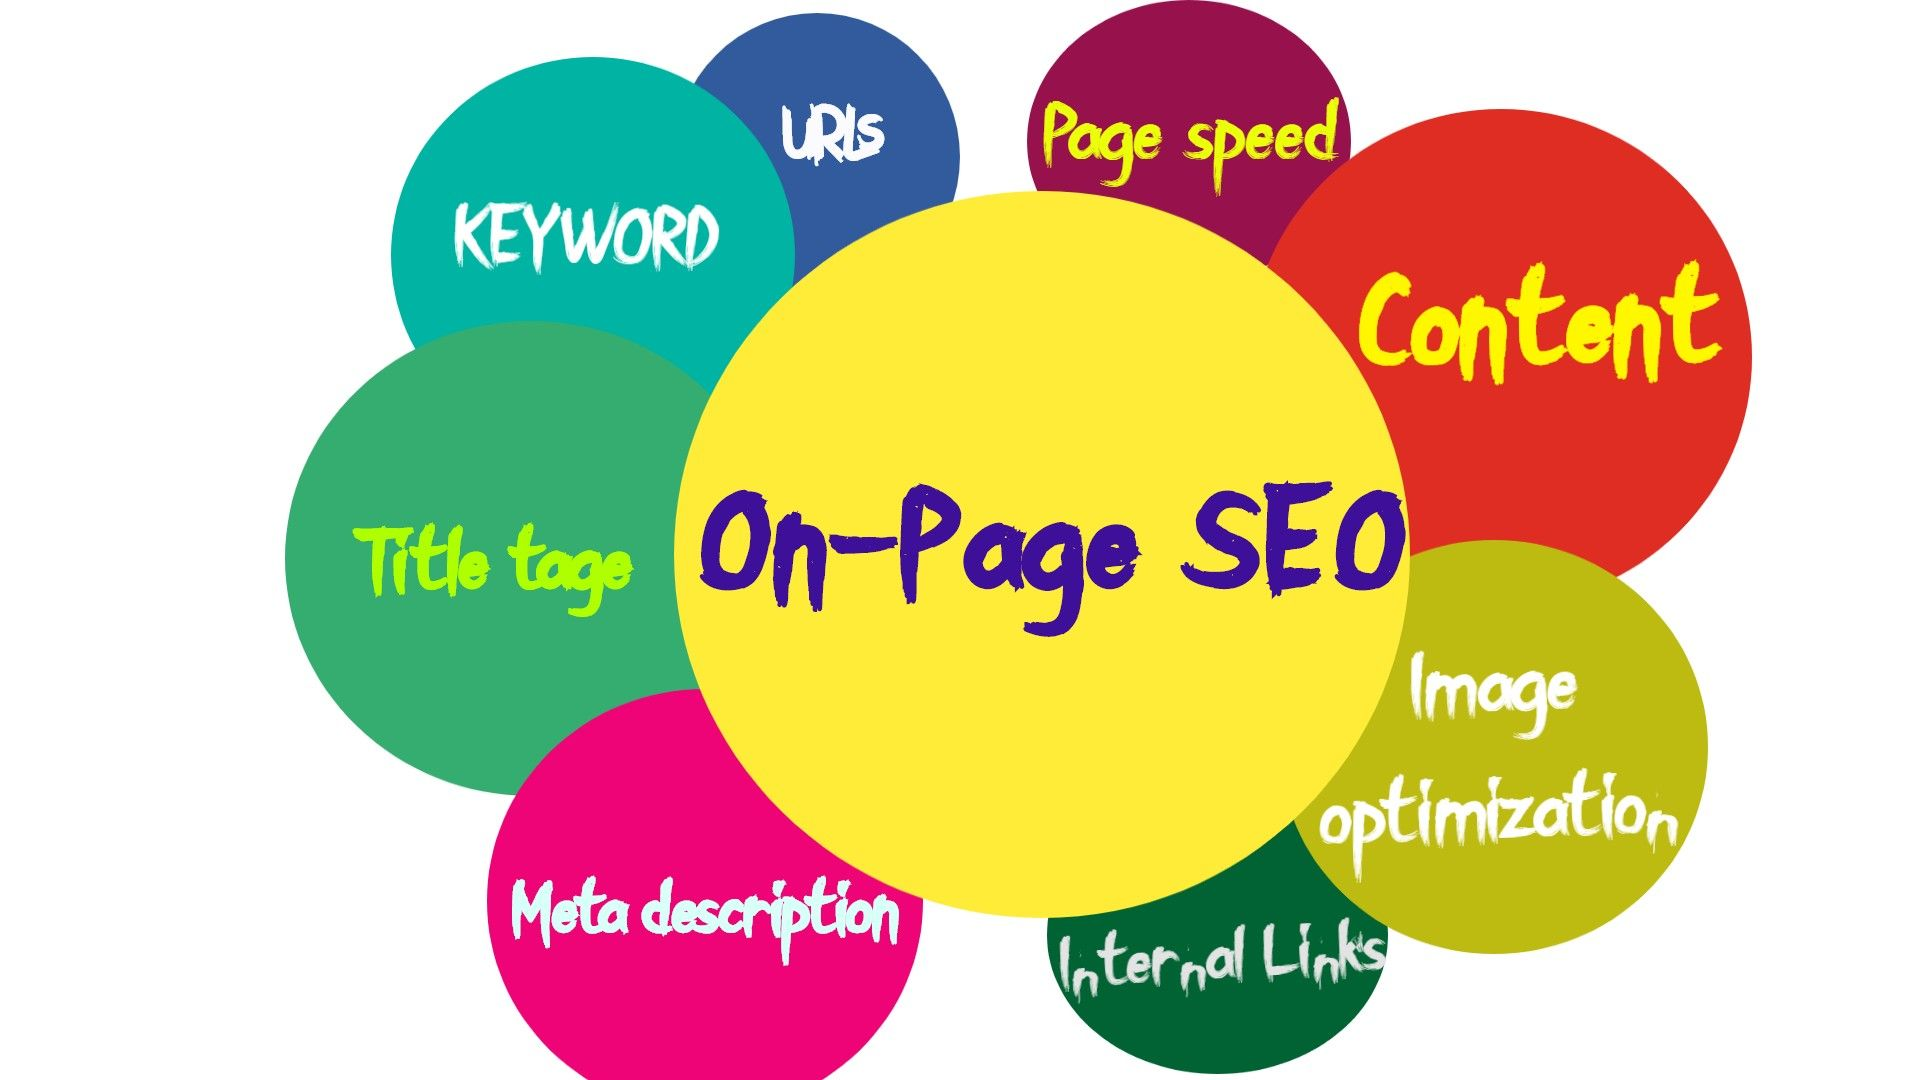 URLs
Page speed
KEYWORD
Content
On-Page SEO
Title tage
Image
optimization
Meta description
Internal Links